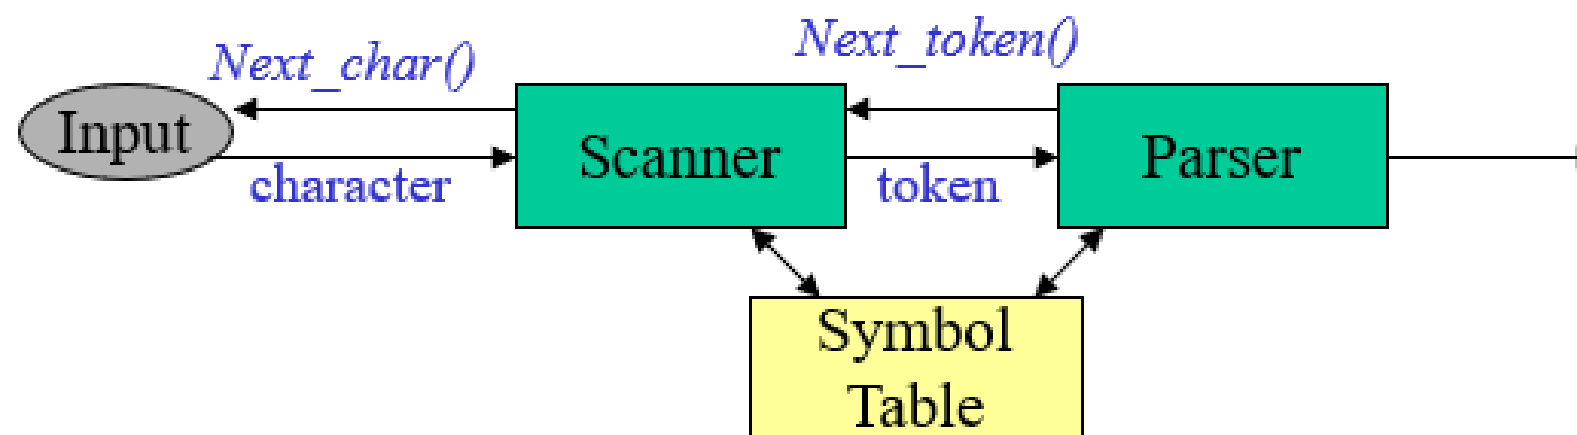 Next_char()
Next_token()
Input
Scanner
Parser
character
token
Symbol
Table